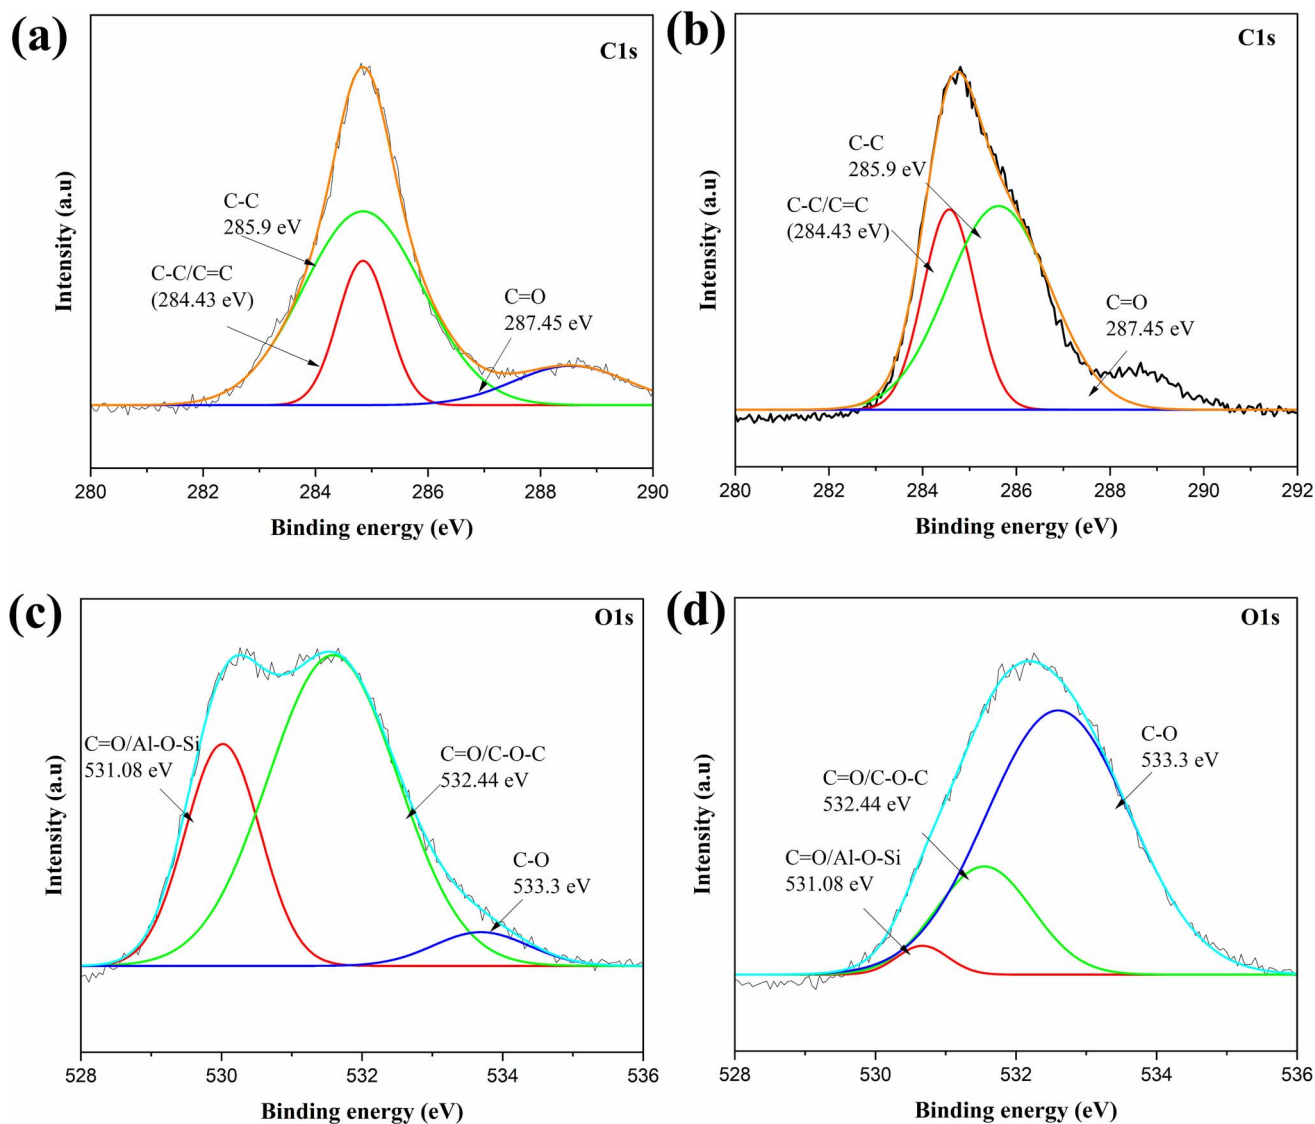 (a)
C1s
Intensity (a.u)
C-C
285.9 eV
C-C/C=C
(284.43 eV)
C=O
287.45 eV
280 282 284 286 288 290
Binding energy (eV)
(b)
C1s
Intensity (a.u)
C-C
285.9 eV
C-C/C=C
(284.43 eV)
C=O
287.45 eV
280 282 284 286 288 290 292
Binding energy (eV)
(c)
O1s
Intensity (a.u)
C=O/Al-O-Si
531.08 eV
C=O/C-O-C
532.44 eV
C-O
533.3 eV
528 530 532 534 536
Binding energy (eV)
(d)
O1s
Intensity (a.u)
C-O
533.3 eV
C=O/C-O-C
532.44 eV
C=O/Al-O-Si
531.08 eV
528 530 532 534 536
Binding energy (eV)